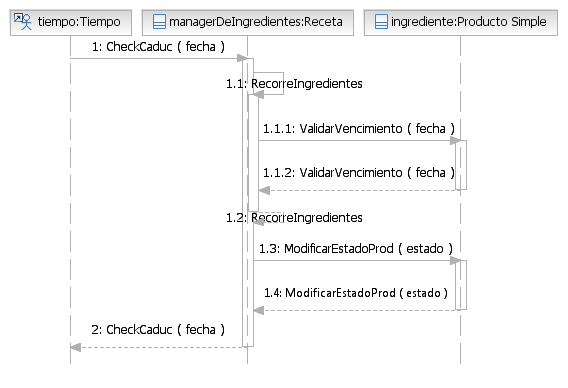 tiempo:Tiempo
managerDeIngredientes:Receta
ingrediente:Producto Simple
1: CheckCaduc ( fecha )
1.1: RecorreIngredientes
1.1.1: ValidarVencimiento ( fecha )
1.1.2: ValidarVencimiento ( fecha )
1.2: RecorreIngredientes
1.3: ModificarEstadoProd ( estado )
1.4: ModificarEstadoProd ( estado )
2: CheckCaduc ( fecha )